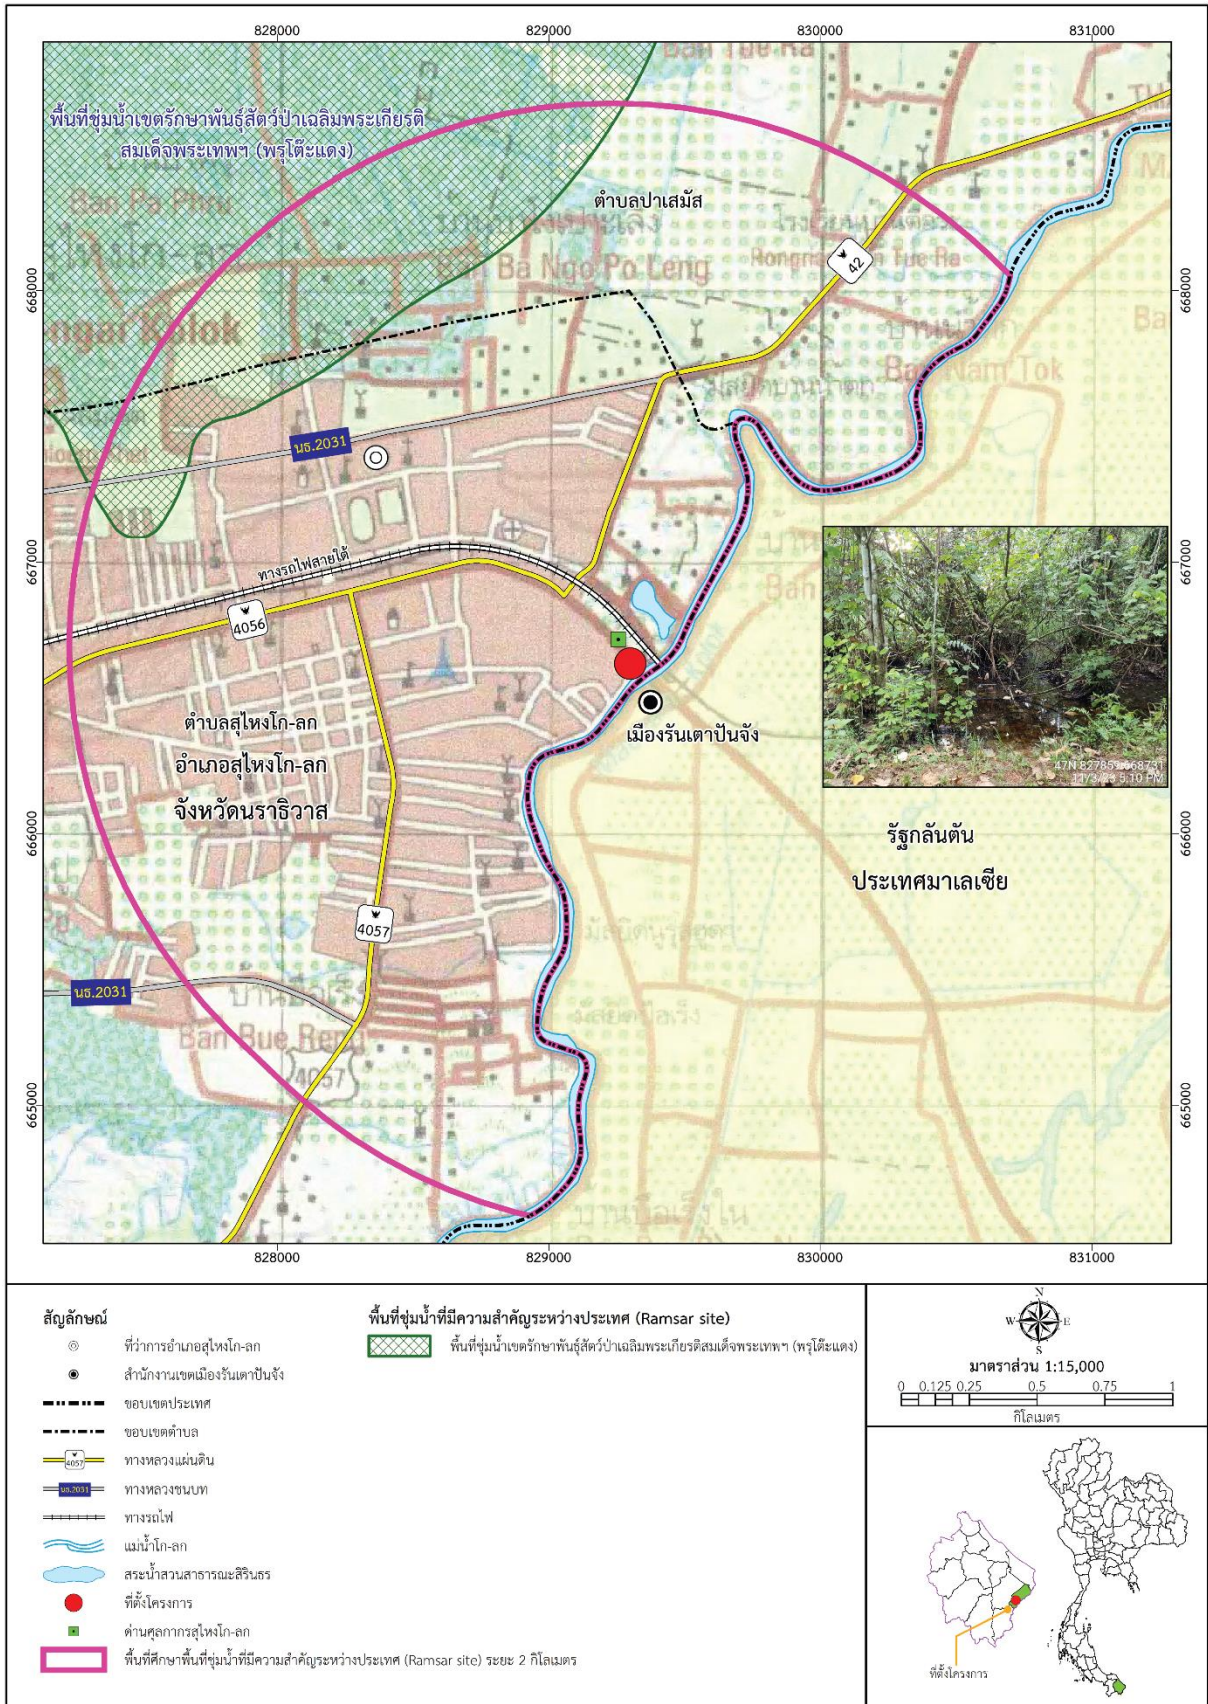 828000 829000 830000 831000
Ban Tue Ra
พื้นที่ชุ่มน้ำเขตรักษาพันธุ์สัตว์ป่าเฉลิมพระเกียรติ
สมเด็จพระเทพฯ (พรุโต๊ะแดง)
ตำบลปาเสมัส
42
Ban Ba Ngo Po Leng
668000 668000
Ban Nam Tok
นธ.2031
667000 667000
ทางรถไฟสายใต้
4056
ตำบลสุไหงโก-ลก
อำเภอสุไหงโก-ลก
จังหวัดนราธิวาส
เมืองรันเตาปันจัง
47N 827859 668731
11/3/23 5:10 PM
รัฐกลันตัน
ประเทศมาเลเซีย
666000 666000
4057
นธ.2031
Ban Bue Reng
4057
665000 665000
828000 829000 830000 831000
สัญลักษณ์
ที่ว่าการอำเภอสุไหงโก-ลก
สำนักงานเขตเมืองรันเตาปันจัง
ขอบเขตประเทศ
ขอบเขตตำบล
4057 ทางหลวงแผ่นดิน
นธ.2031 ทางหลวงชนบท
ทางรถไฟ
แม่น้ำโก-ลก
สระน้ำสวนสาธารณะสิรินธร
ที่ตั้งโครงการ
ด่านศุลกากรสุไหงโก-ลก
พื้นที่ศึกษาพื้นที่ชุ่มน้ำที่มีความสำคัญระหว่างประเทศ (Ramsar site) ระยะ 2 กิโลเมตร
พื้นที่ชุ่มน้ำที่มีความสำคัญระหว่างประเทศ (Ramsar site)
พื้นที่ชุ่มน้ำเขตรักษาพันธุ์สัตว์ป่าเฉลิมพระเกียรติสมเด็จพระเทพฯ (พรุโต๊ะแดง)
N
W E
S
มาตราส่วน 1:15,000
0 0.125 0.25 0.5 0.75 1
กิโลเมตร
ที่ตั้งโครงการ